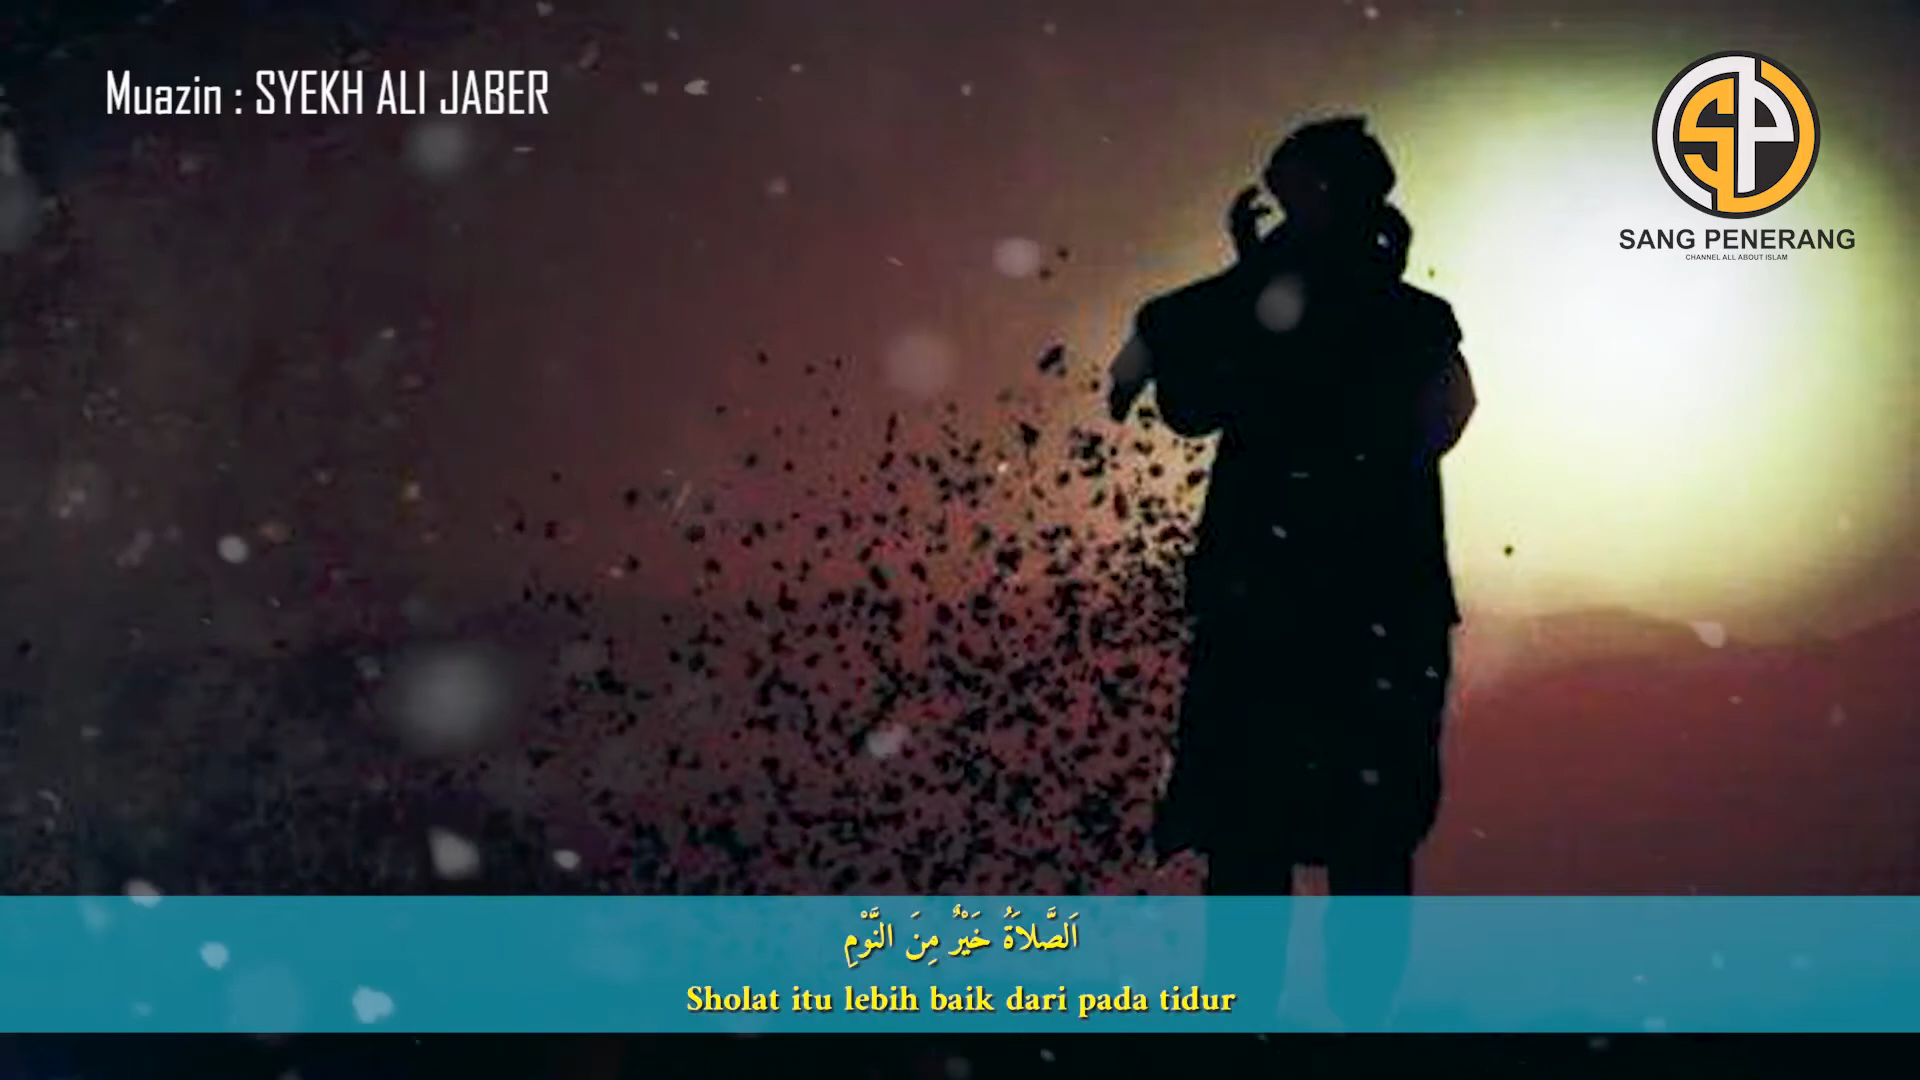 Muazin : SYEKH ALI JABER
SP
SANG PENERANG
CHANNEL ALL ABOUT ISLAM
اَلصَّلاَةُ خَيْرٌ مِنَ النَّوْمِ
Sholat itu lebih baik dari pada tidur